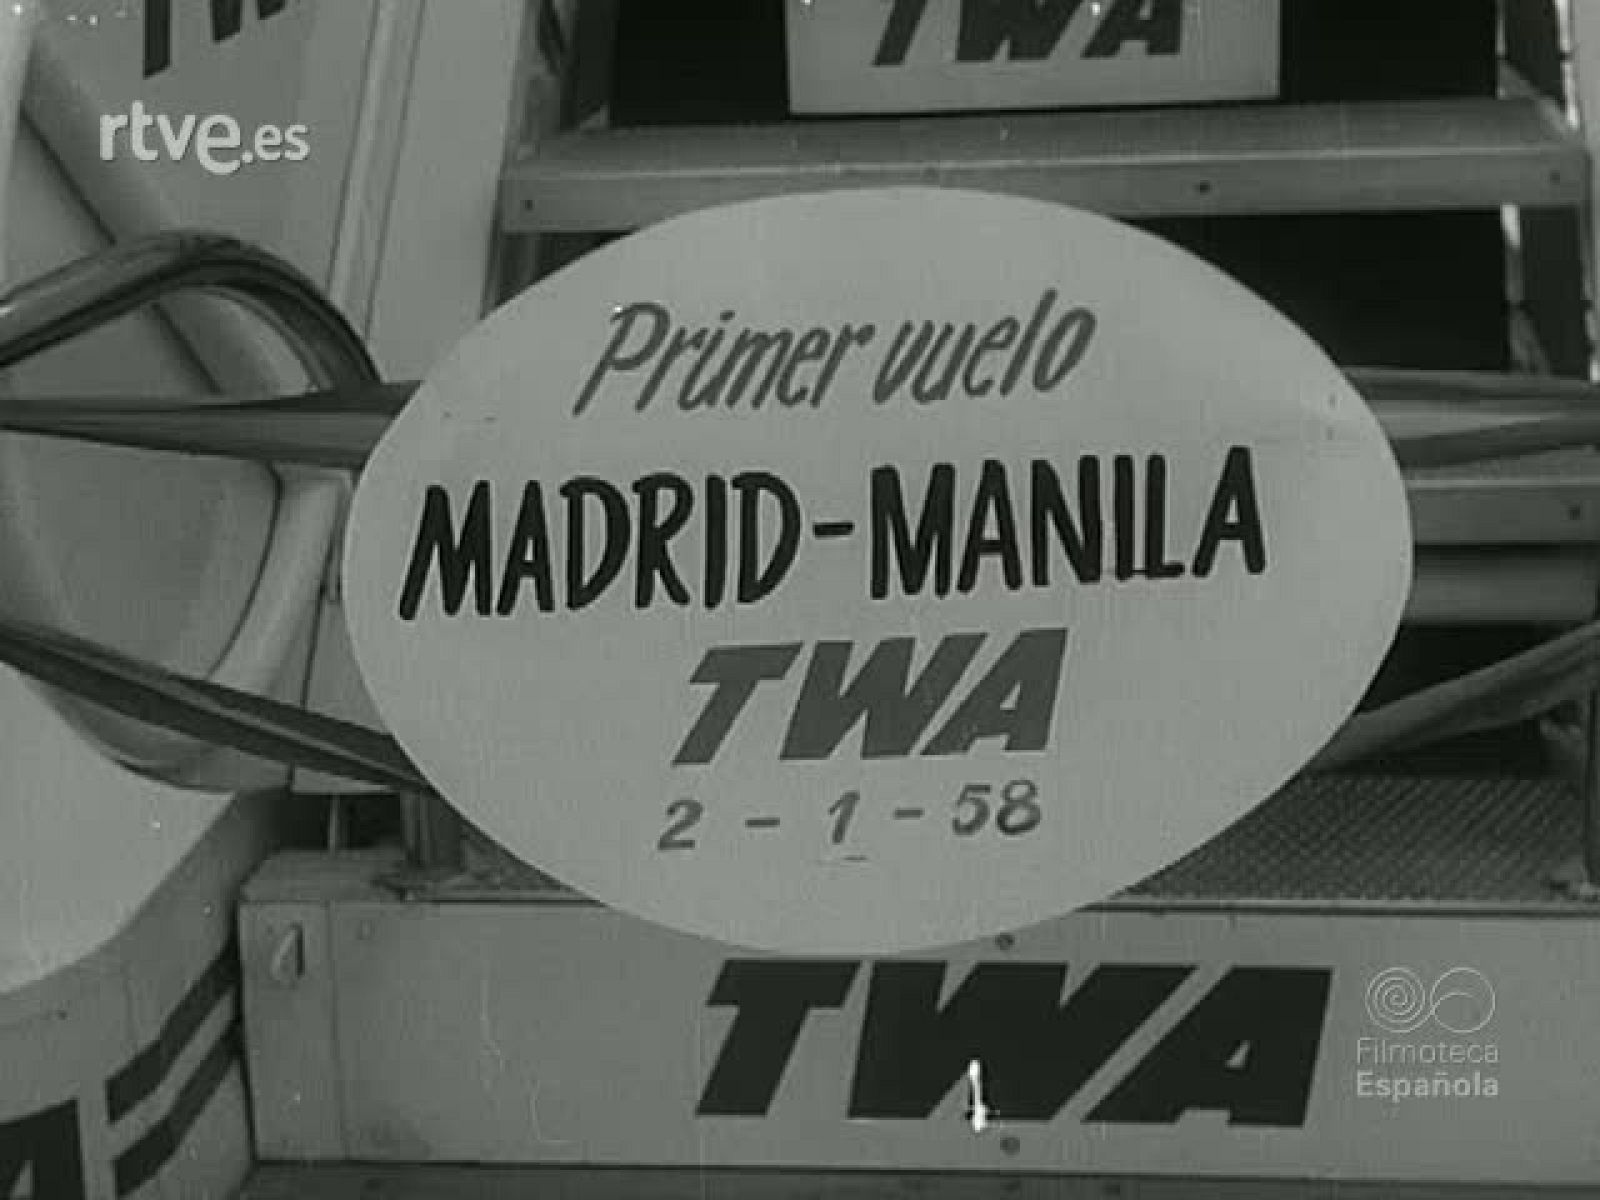 TWA
rtve.es
Primer vuelo
MADRID-MANILA
TWA
2-1-58
TWA
Filmoteca
Española